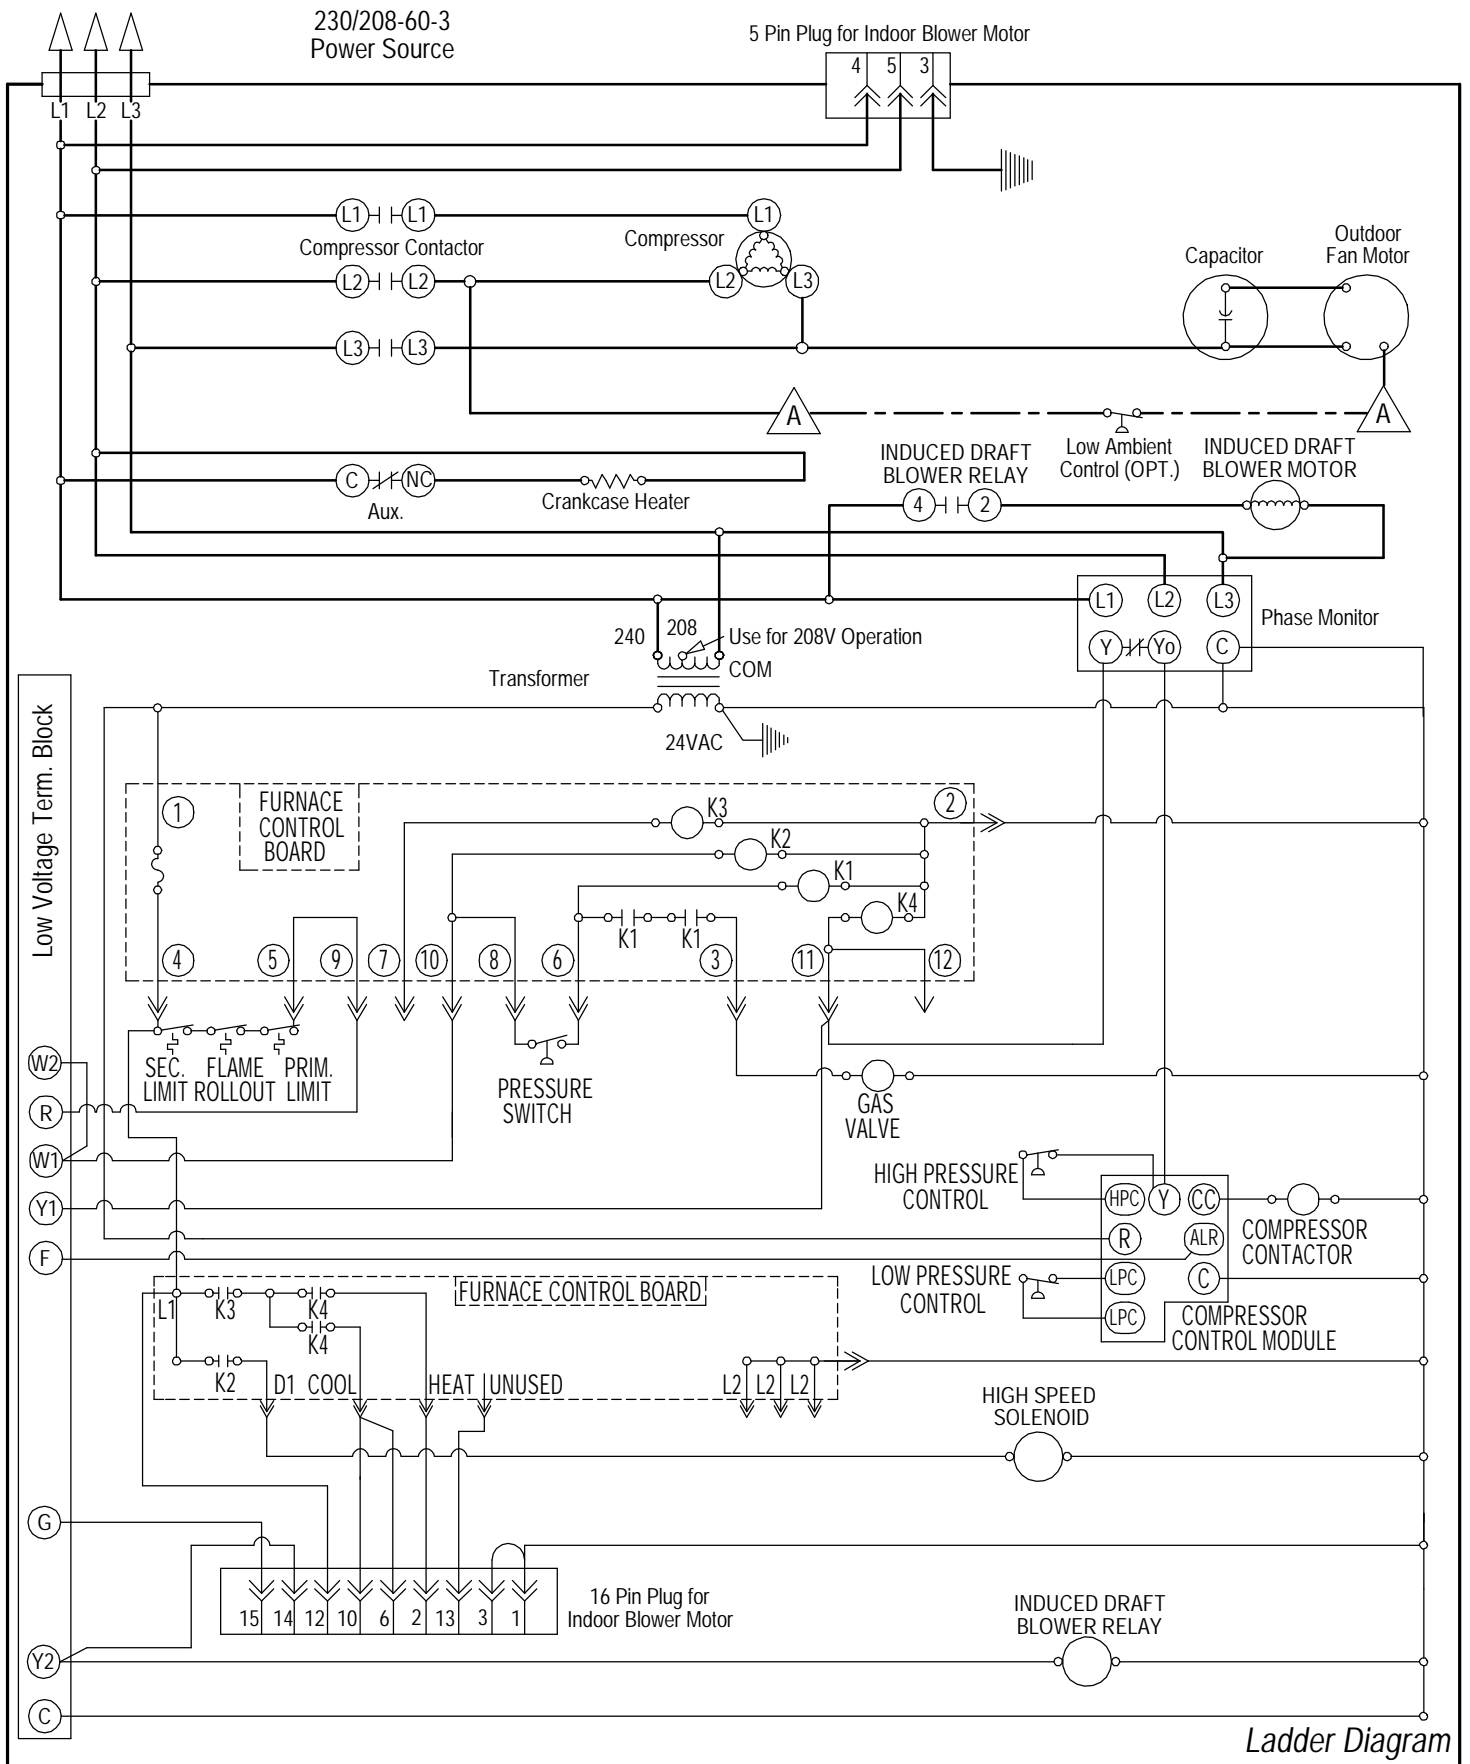 230/208-60-3
Power Source
5 Pin Plug for Indoor Blower Motor
4 5 3
L1 L2 L3
L1 L1 L1
Compressor Contactor
Compressor
L2 L2 L2 L3
L3 L3
Capacitor
Outdoor
Fan Motor
A A
Low Ambient
Control (OPT.)
C NC
Aux.
Crankcase Heater
INDUCED DRAFT
BLOWER RELAY
4 2
INDUCED DRAFT
BLOWER MOTOR
L1 L2 L3
Y Yo C
Phase Monitor
240 208
Use for 208V Operation
COM
Transformer
24VAC
Low Voltage Term. Block
FURNACE
CONTROL
BOARD
1 2
K3
K2
K1
K4
K1 K1
4 5 9 7 10 8 6 3 11 12
SEC.
LIMIT
FLAME
ROLLOUT
PRIM.
LIMIT
PRESSURE
SWITCH
GAS
VALVE
W2
R
W1
Y1
F
HIGH PRESSURE
CONTROL
HPC Y CC
R ALR
LPC C
LPC
COMPRESSOR
CONTACTOR
LOW PRESSURE
CONTROL
COMPRESSOR
CONTROL MODULE
FURNACE CONTROL BOARD
L1 K3 K4
K4
K2 D1 COOL HEAT UNUSED
L2 L2 L2
HIGH SPEED
SOLENOID
G
15 14 12 10 6 2 13 3 1
16 Pin Plug for
Indoor Blower Motor
INDUCED DRAFT
BLOWER RELAY
Y2
C
Ladder Diagram